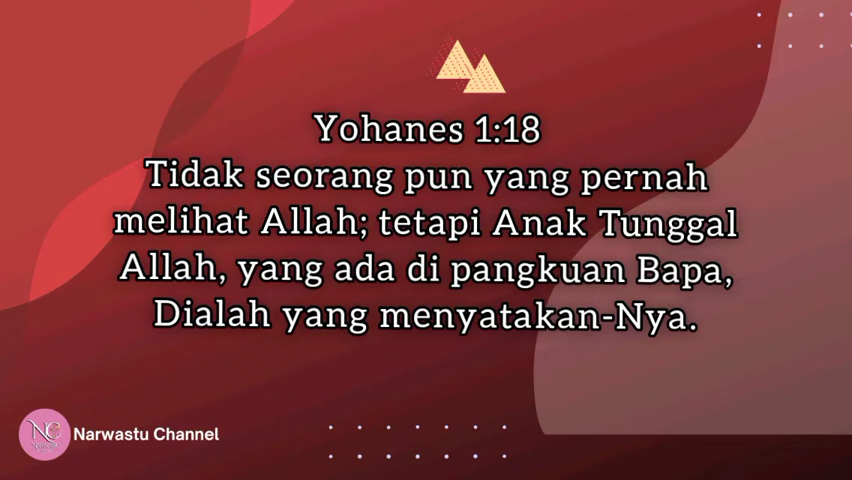 Yohanes 1:18
Tidak seorang pun yang pernah
melihat Allah; tetapi Anak Tunggal
Allah, yang ada di pangkuan Bapa,
Dialah yang menyatakan-Nya.
NG
Narwastu Channel